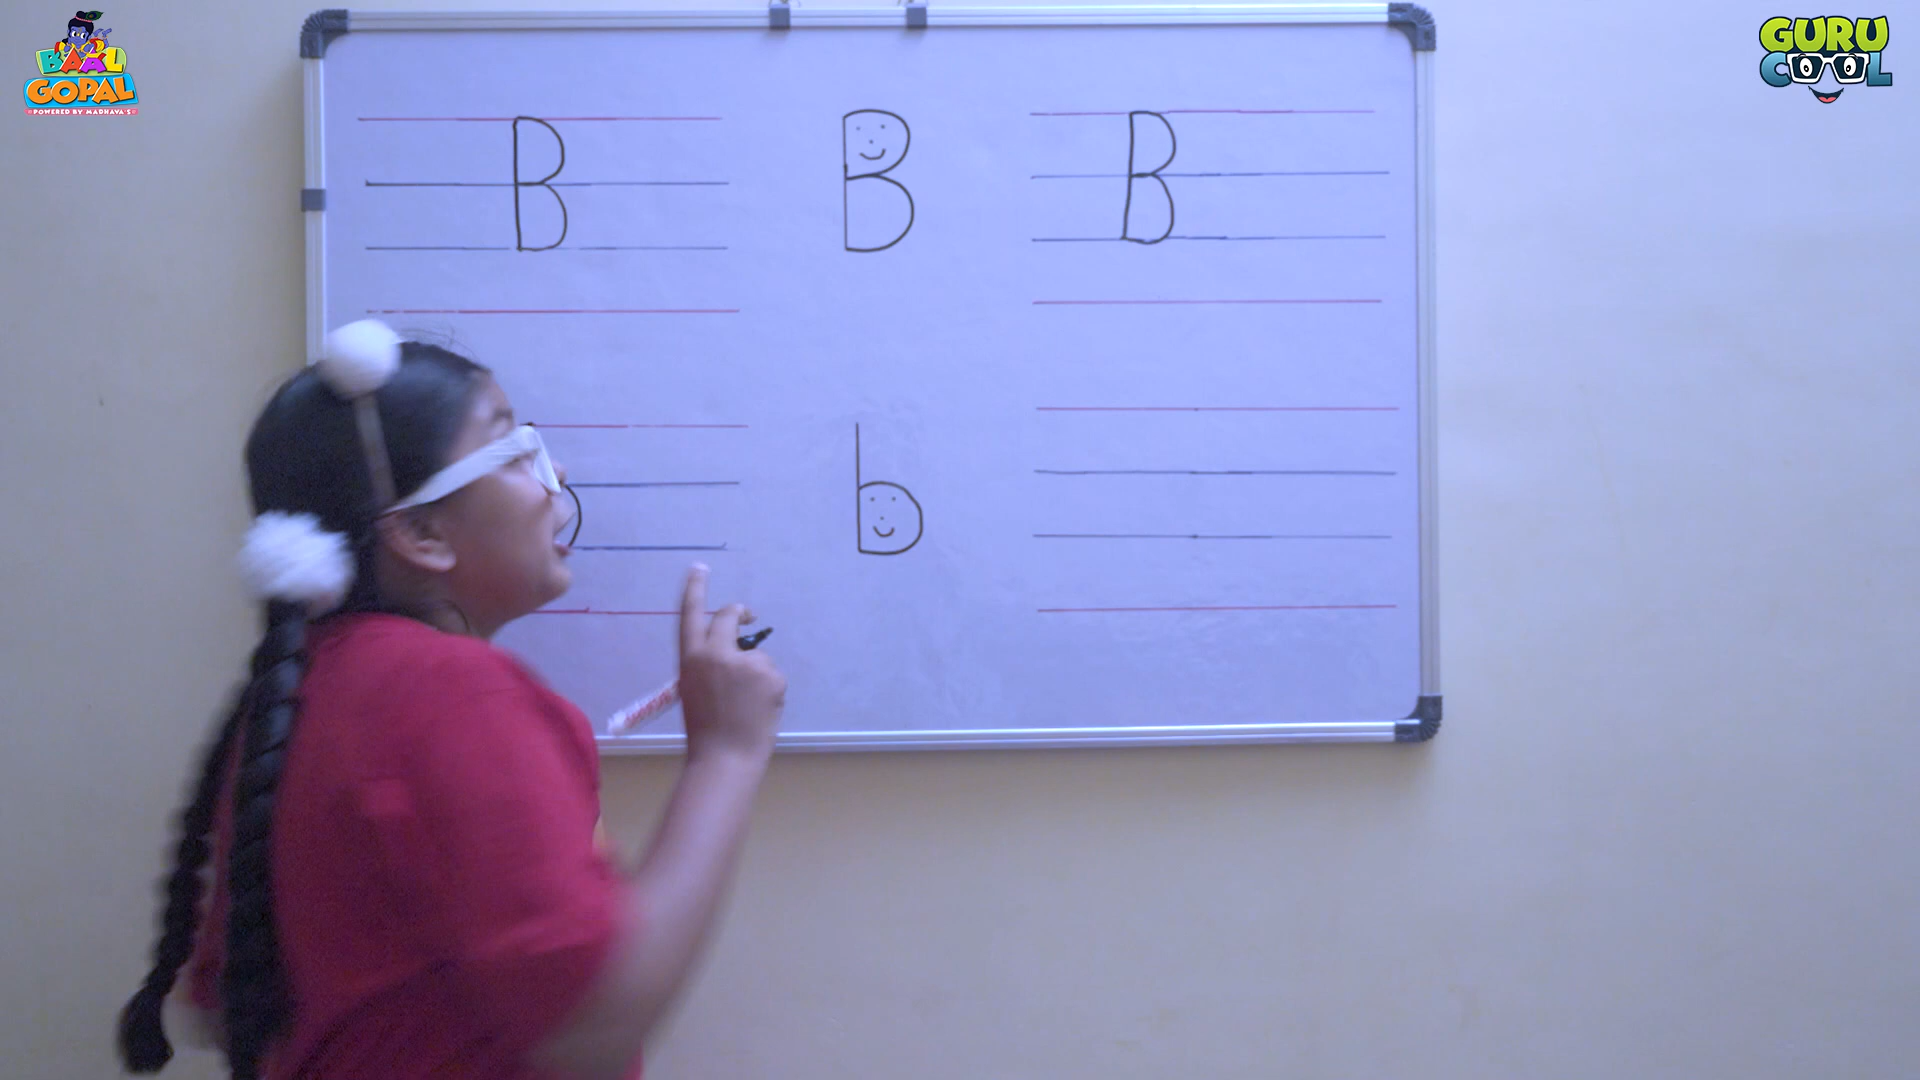 BAAL
GOPAL
POWERED BY MADHAVA'S
GURU
COOL
B B B
b